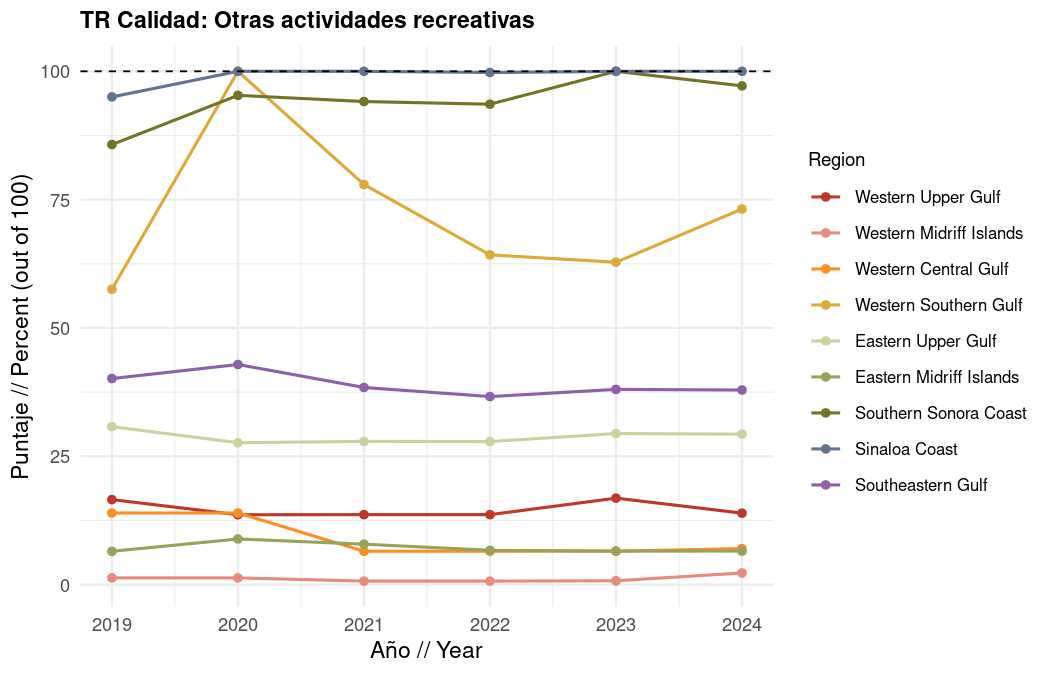 TR Calidad: Otras actividades recreativas
100
75
50
25
0
Puntaje // Percent (out of 100)
2019
2020
2021
2022
2023
2024
Año // Year
Region
Western Upper Gulf
Western Midriff Islands
Western Central Gulf
Western Southern Gulf
Eastern Upper Gulf
Eastern Midriff Islands
Southern Sonora Coast
Sinaloa Coast
Southeastern Gulf